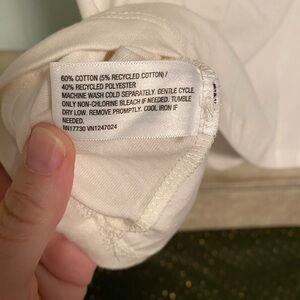 60% COTTON (5% RECYCLED COTTON) /
40% RECYCLED POLYESTER
MACHINE WASH COLD SEPARATELY. GENTLE CYCLE.
ONLY NON-CHLORINE BLEACH IF NEEDED. TUMBLE
DRY LOW. REMOVE PROMPTLY. COOL IRON IF
NEEDED.
RN17730 VN1247024